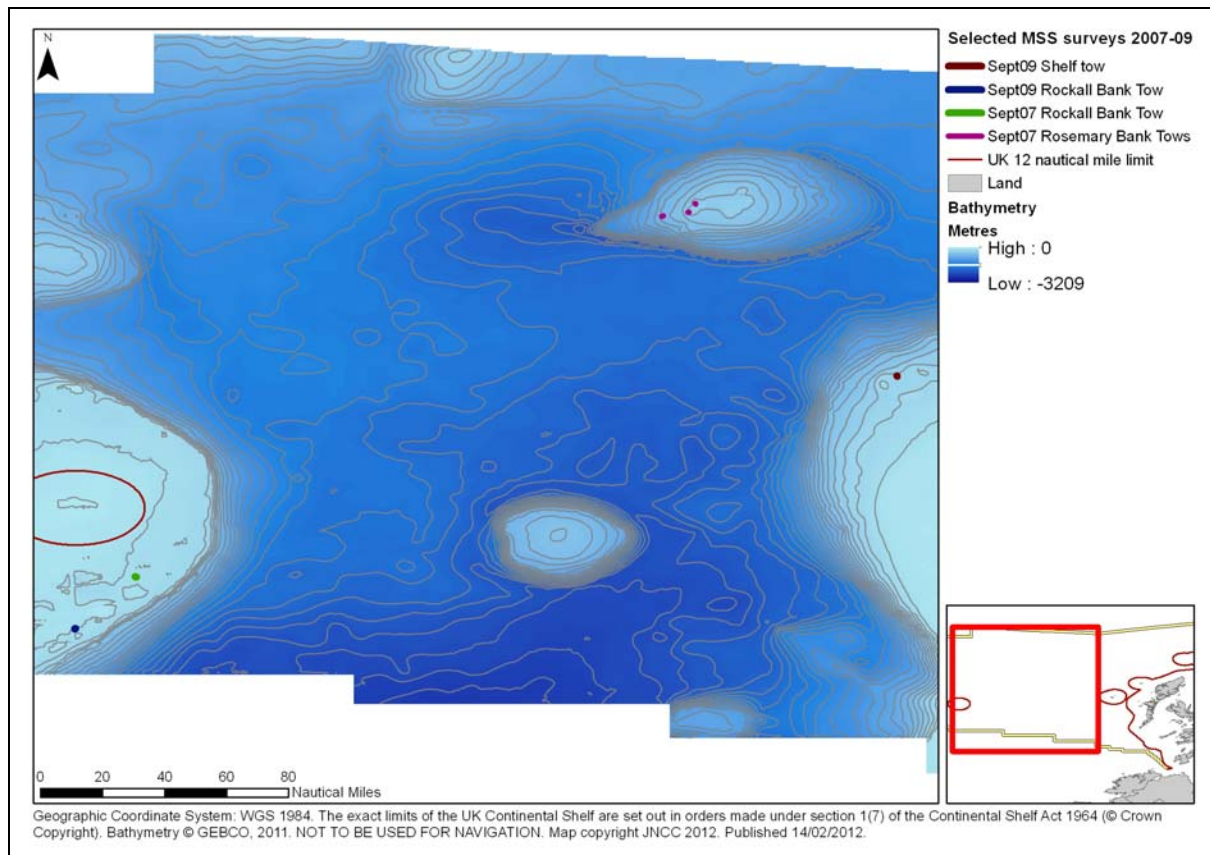 N
Selected MSS surveys 2007-09
Sept09 Shelf tow
Sept09 Rockall Bank Tow
Sept07 Rockall Bank Tow
Sept07 Rosemary Bank Tows
UK 12 nautical mile limit
Land
Bathymetry
Metres
High : 0
Low : -3209
0 20 40 60 80
Nautical Miles
Geographic Coordinate System: WGS 1984. The exact limits of the UK Continental Shelf are set out in orders made under section 1(7) of the Continental Shelf Act 1964 (© Crown
Copyright). Bathymetry © GEBCO, 2011. NOT TO BE USED FOR NAVIGATION. Map copyright JNCC 2012. Published 14/02/2012.